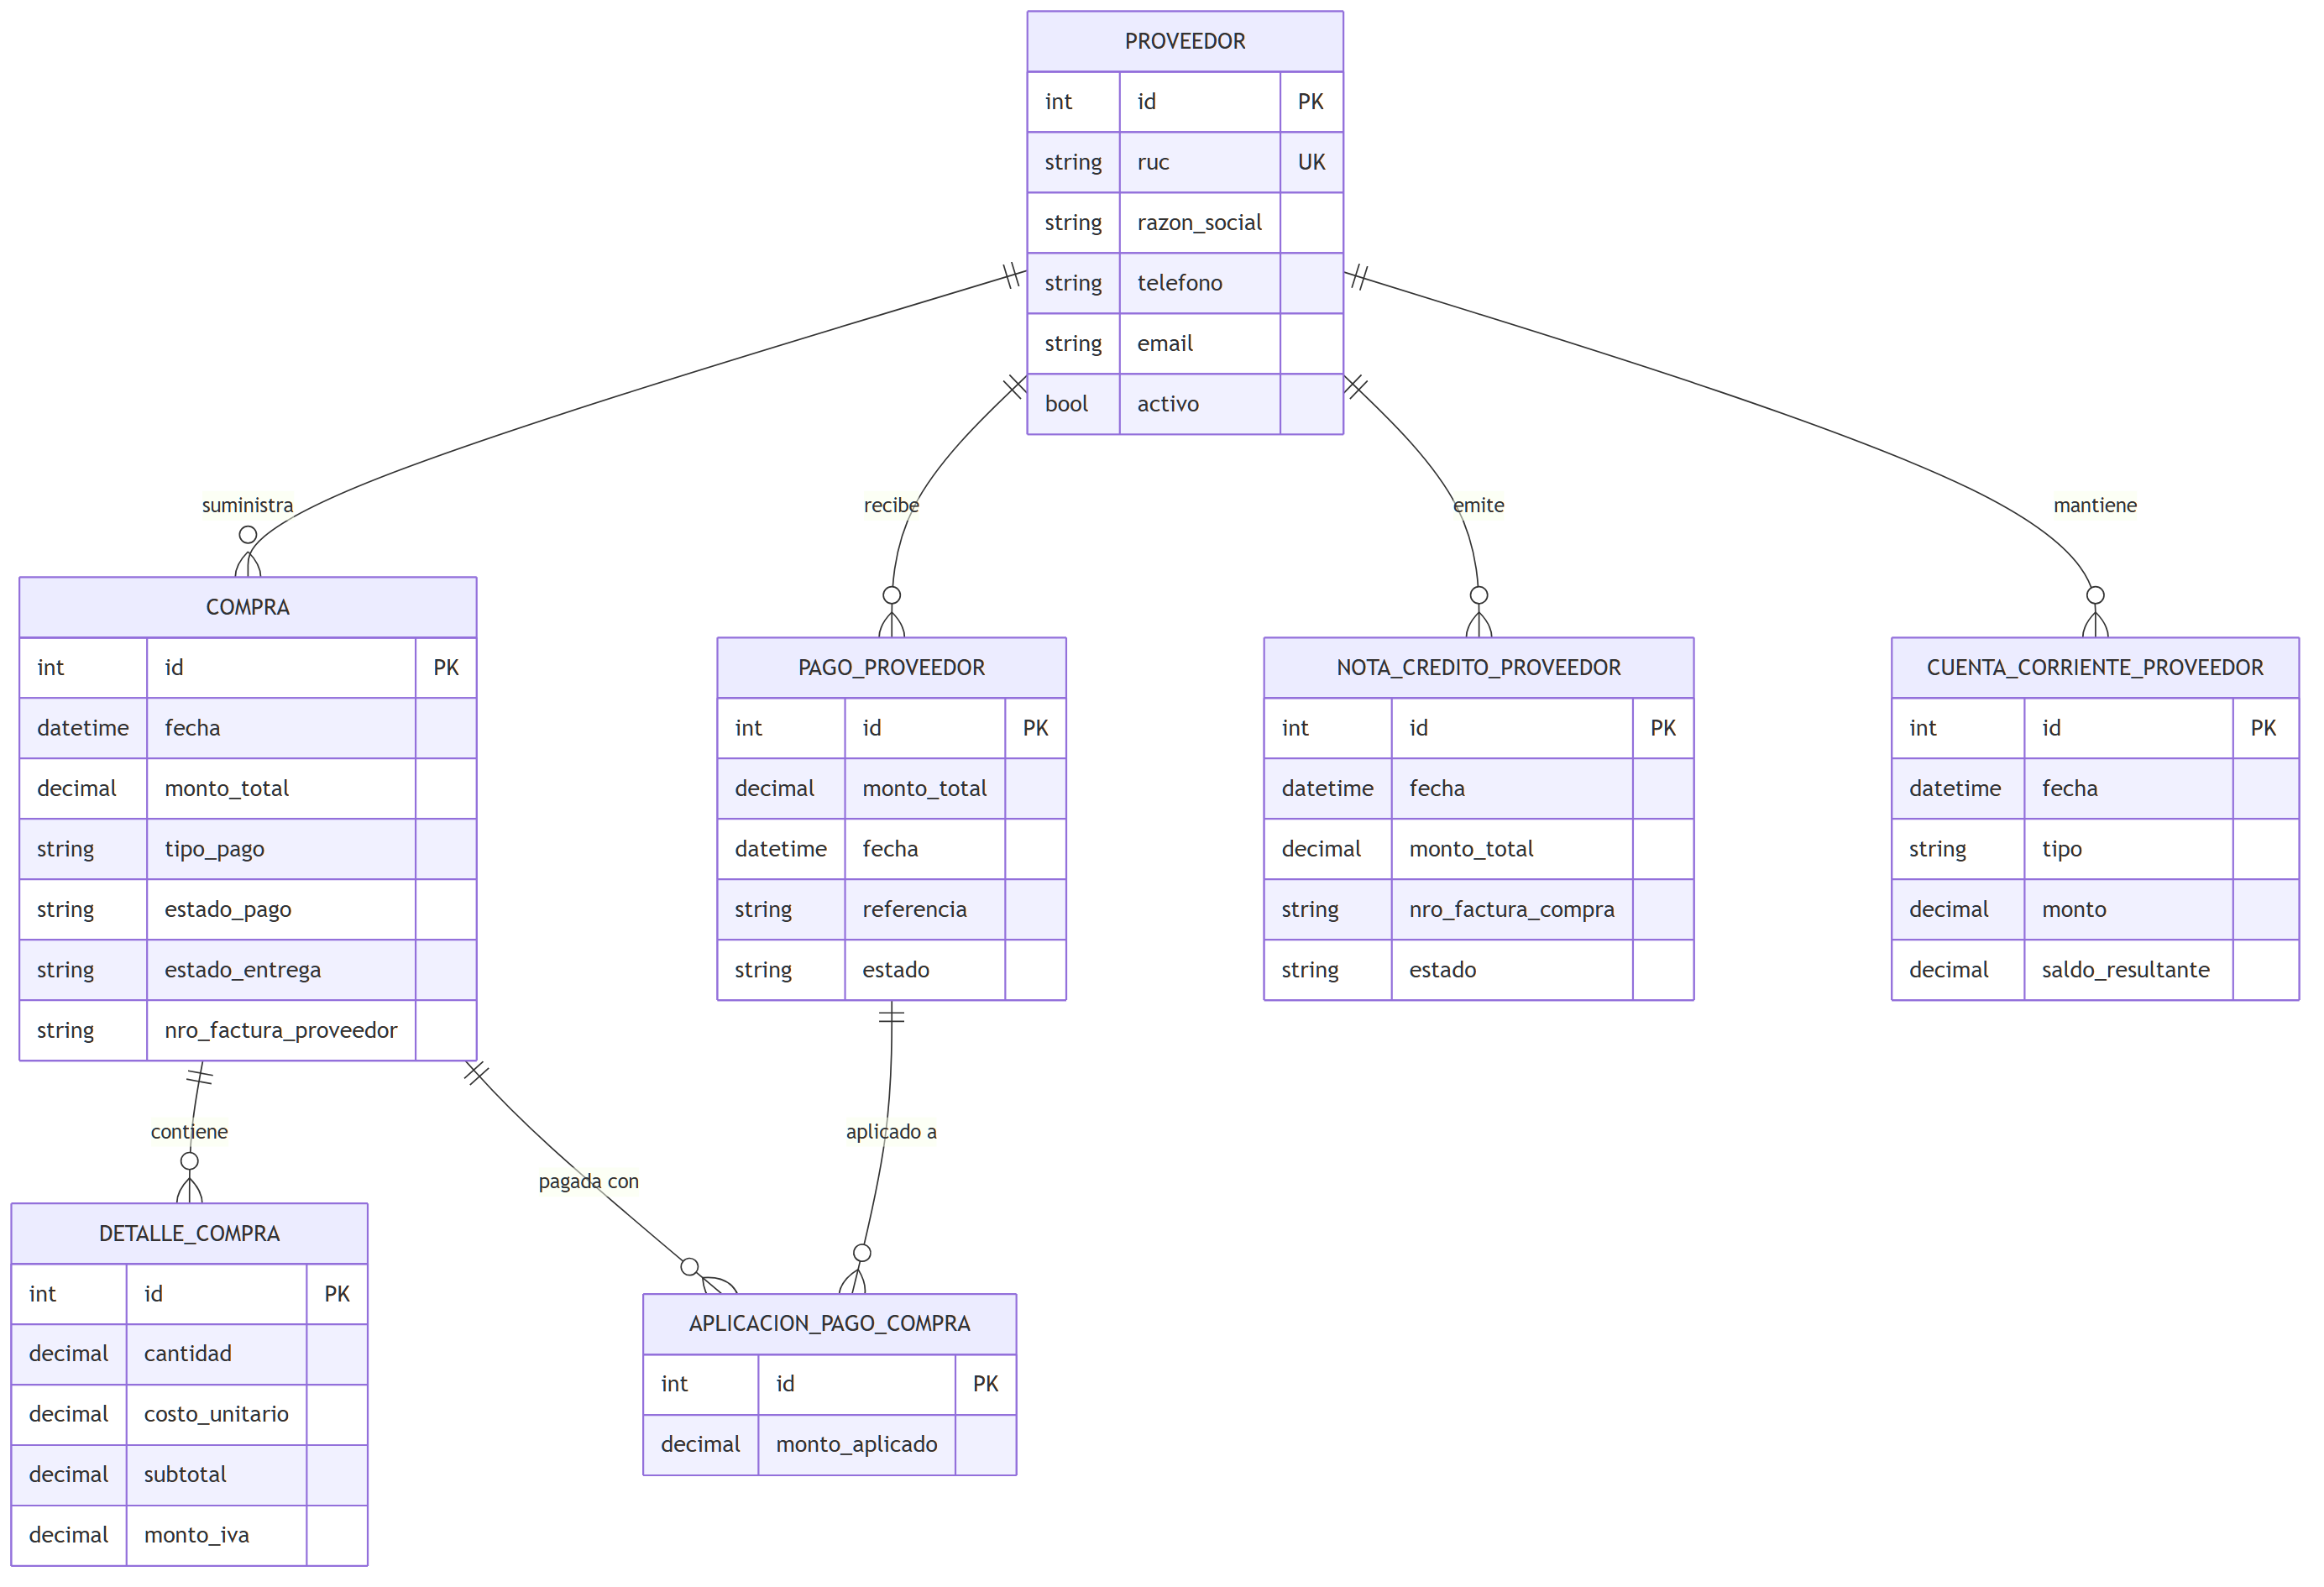 PROVEEDOR
int id PK
string ruc UK
string razon_social
string telefono
string email
bool activo
suministra
recibe
emite
mantiene
COMPRA
int id PK
datetime fecha
decimal monto_total
string tipo_pago
string estado_pago
string estado_entrega
string nro_factura_proveedor
PAGO_PROVEEDOR
int id PK
decimal monto_total
datetime fecha
string referencia
string estado
NOTA_CREDITO_PROVEEDOR
int id PK
datetime fecha
decimal monto_total
string nro_factura_compra
string estado
CUENTA_CORRIENTE_PROVEEDOR
int id PK
datetime fecha
string tipo
decimal monto
decimal saldo_resultante
contiene
pagada con
aplicado a
DETALLE_COMPRA
int id PK
decimal cantidad
decimal costo_unitario
decimal subtotal
decimal monto_iva
APLICACION_PAGO_COMPRA
int id PK
decimal monto_aplicado